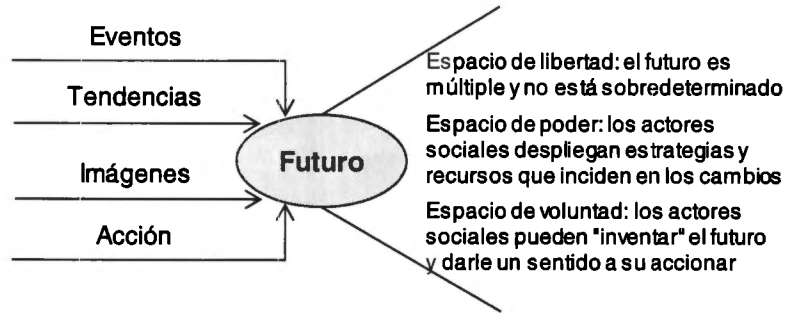 Eventos
Tendencias
Imágenes
Acción
Futuro
Espacio de libertad: el futuro es
múltiple y no está sobredeterminado
Espacio de poder: los actores
sociales despliegan estrategias y
recursos que inciden en los cambios
Espacio de voluntad: los actores
sociales pueden "inventar" el futuro
y darle un sentido a su accionar